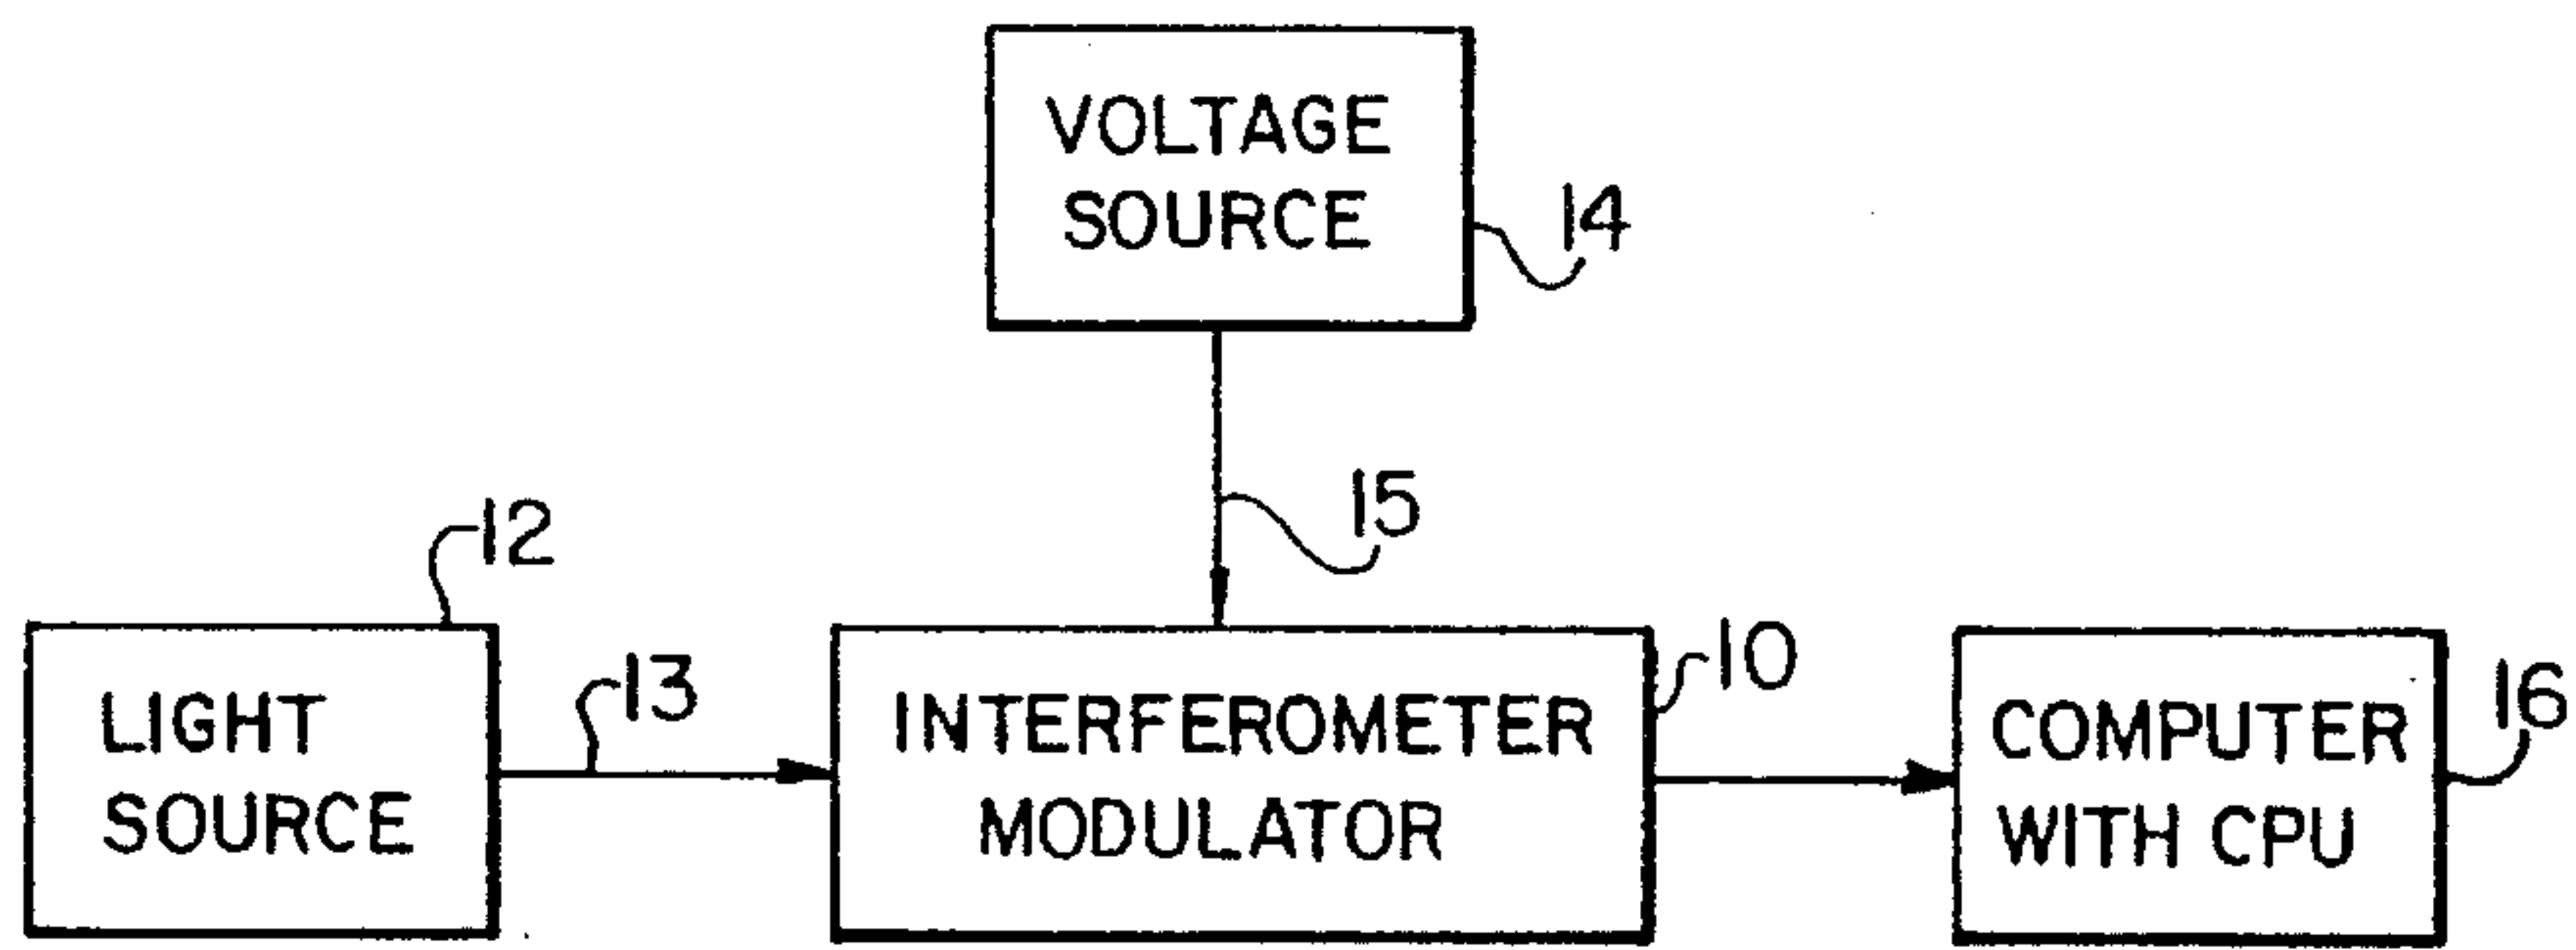 VOLTAGE
SOURCE
14
15
12
13
LIGHT
SOURCE
10
INTERFEROMETER
MODULATOR
16
COMPUTER
WITH CPU